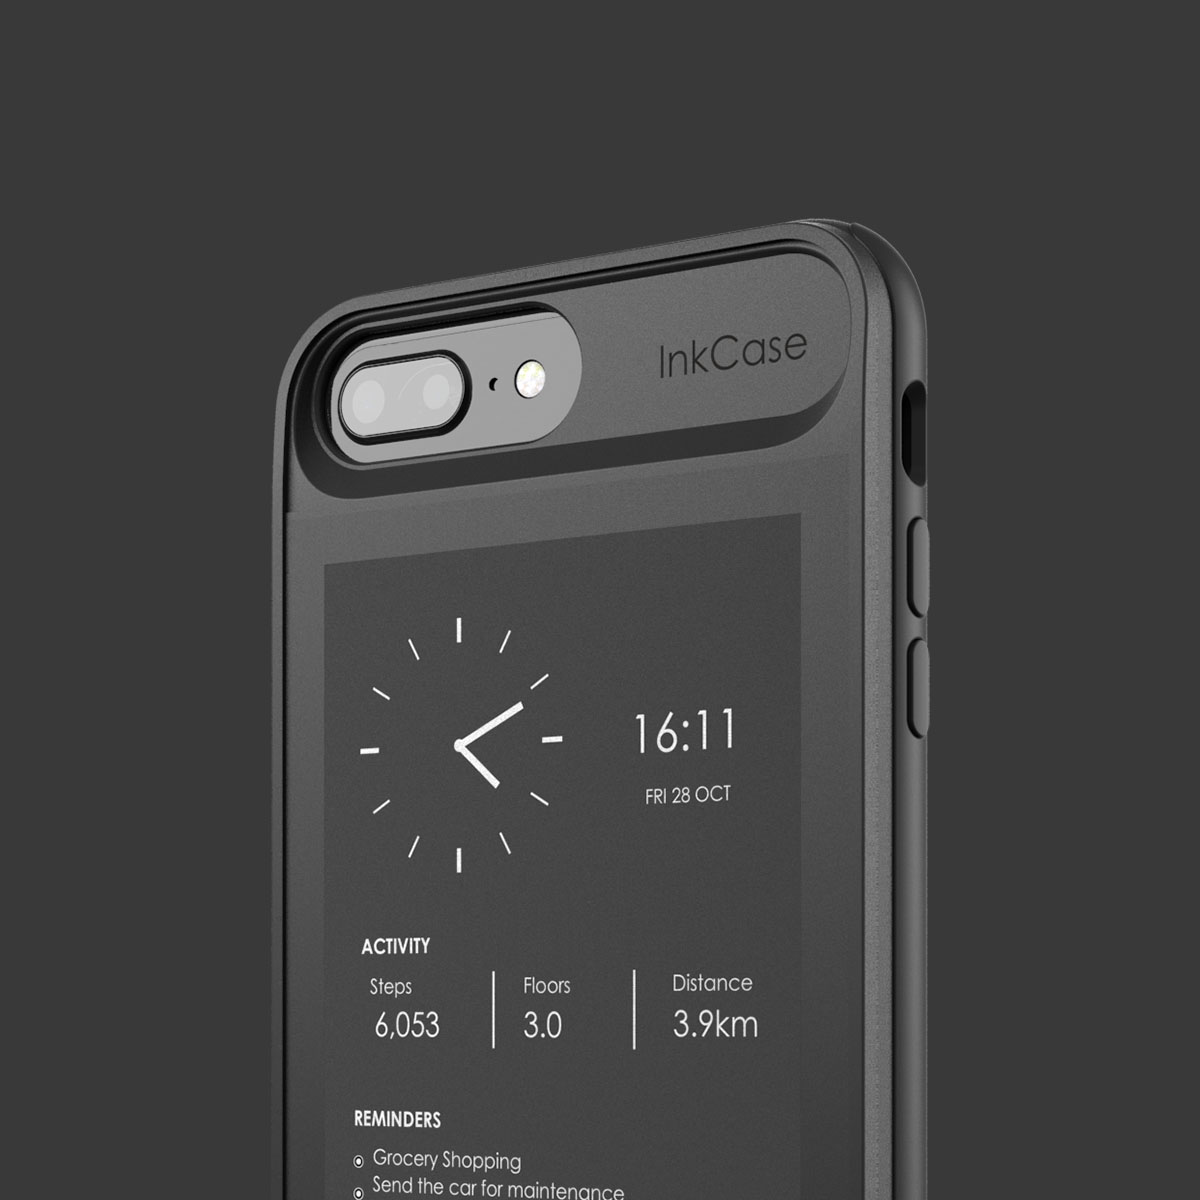 InkCase
16:11
FRI 28 OCT
ACTIVITY
Steps Floors Distance
6,053 3.0 3.9km
REMINDERS
Grocery Shopping
Send the car for maintenance